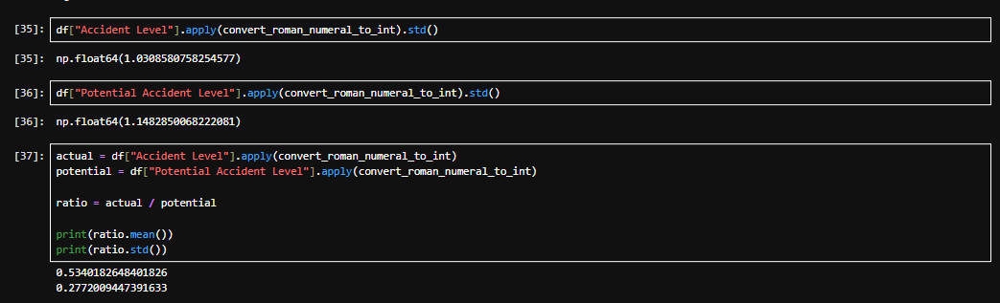 [35]: df["Accident Level"].apply(convert_roman_numeral_to_int).std()
[35]: np.float64(1.0308580758254577)
[36]: df["Potential Accident Level"].apply(convert_roman_numeral_to_int).std()
[36]: np.float64(1.1482850068222081)
[37]: actual = df["Accident Level"].apply(convert_roman_numeral_to_int)
potential = df["Potential Accident Level"].apply(convert_roman_numeral_to_int)
ratio = actual / potential
print(ratio.mean())
print(ratio.std())
0.5340182648401826
0.2772009447391633